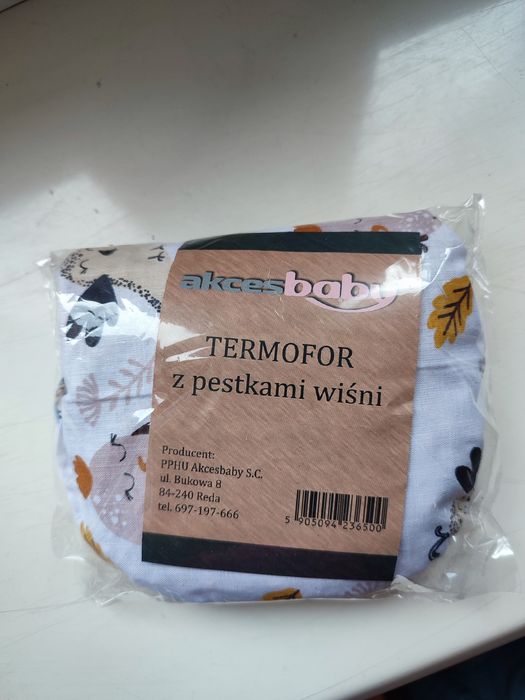 akcesbaby
TERMOFOR
z pestkami wiśni
Producent:
PPHU Akcesbaby S.C.
ul. Bukowa 8
84-240 Reda
tel. 697-197-666
5 905094 236500